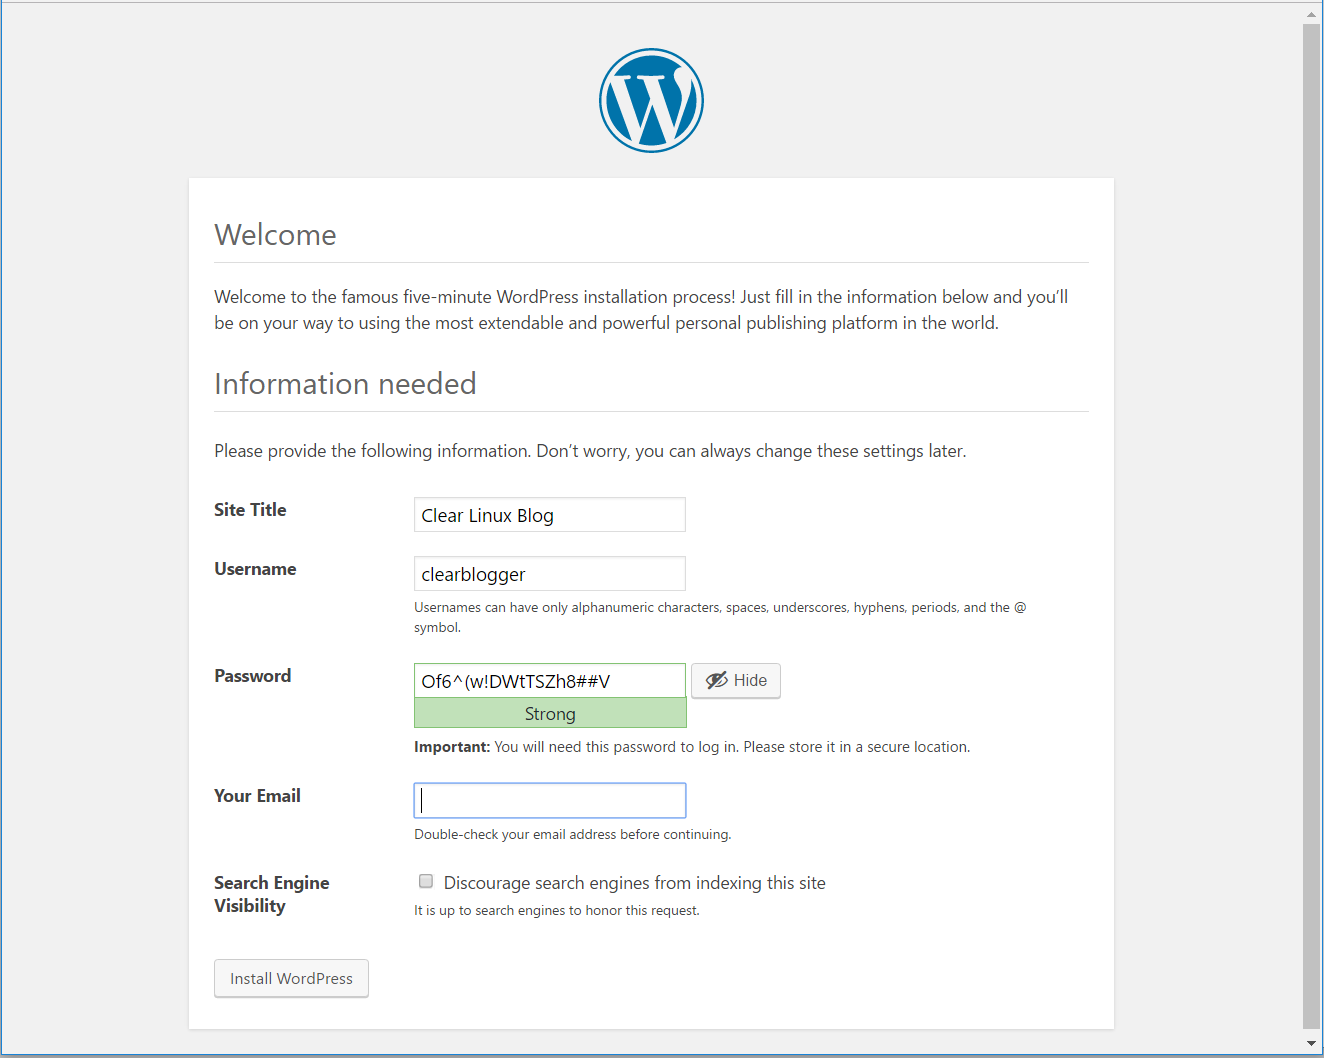 Welcome
Welcome to the famous five-minute WordPress installation process! Just fill in the information below and you’ll
be on your way to using the most extendable and powerful personal publishing platform in the world.
Information needed
Please provide the following information. Don’t worry, you can always change these settings later.
Site Title
Clear Linux Blog
Username
clearblogger
Usernames can have only alphanumeric characters, spaces, underscores, hyphens, periods, and the @
symbol.
Password
Of6^(w!DWtTSZh8##V
Hide
Strong
Important: You will need this password to log in. Please store it in a secure location.
Your Email
Double-check your email address before continuing.
Search Engine
Visibility
Discourage search engines from indexing this site
It is up to search engines to honor this request.
Install WordPress